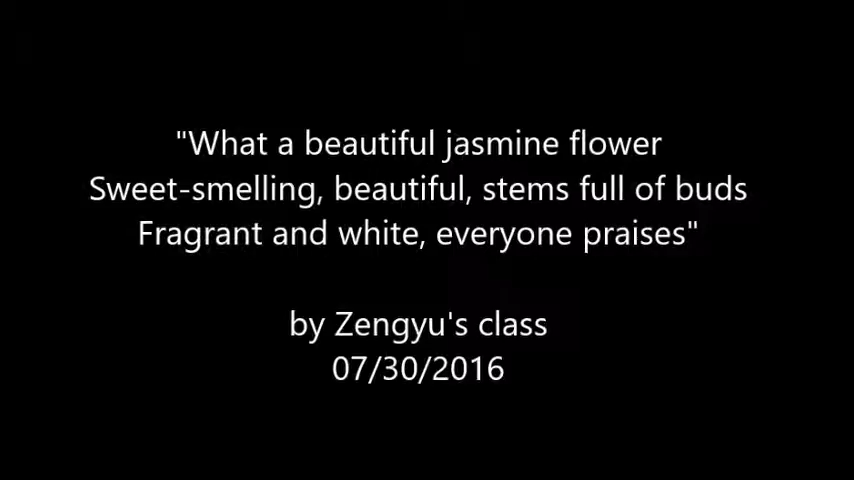 "What a beautiful jasmine flower
Sweet-smelling, beautiful, stems full of buds
Fragrant and white, everyone praises"
by Zengyu's class
07/30/2016